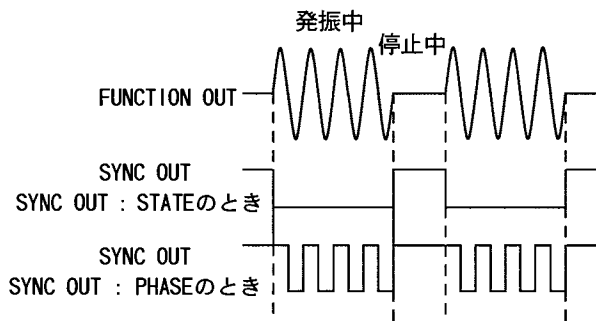 発振中
停止中
FUNCTION OUT
SYNC OUT
SYNC OUT : STATEのとき
SYNC OUT
SYNC OUT : PHASEのとき